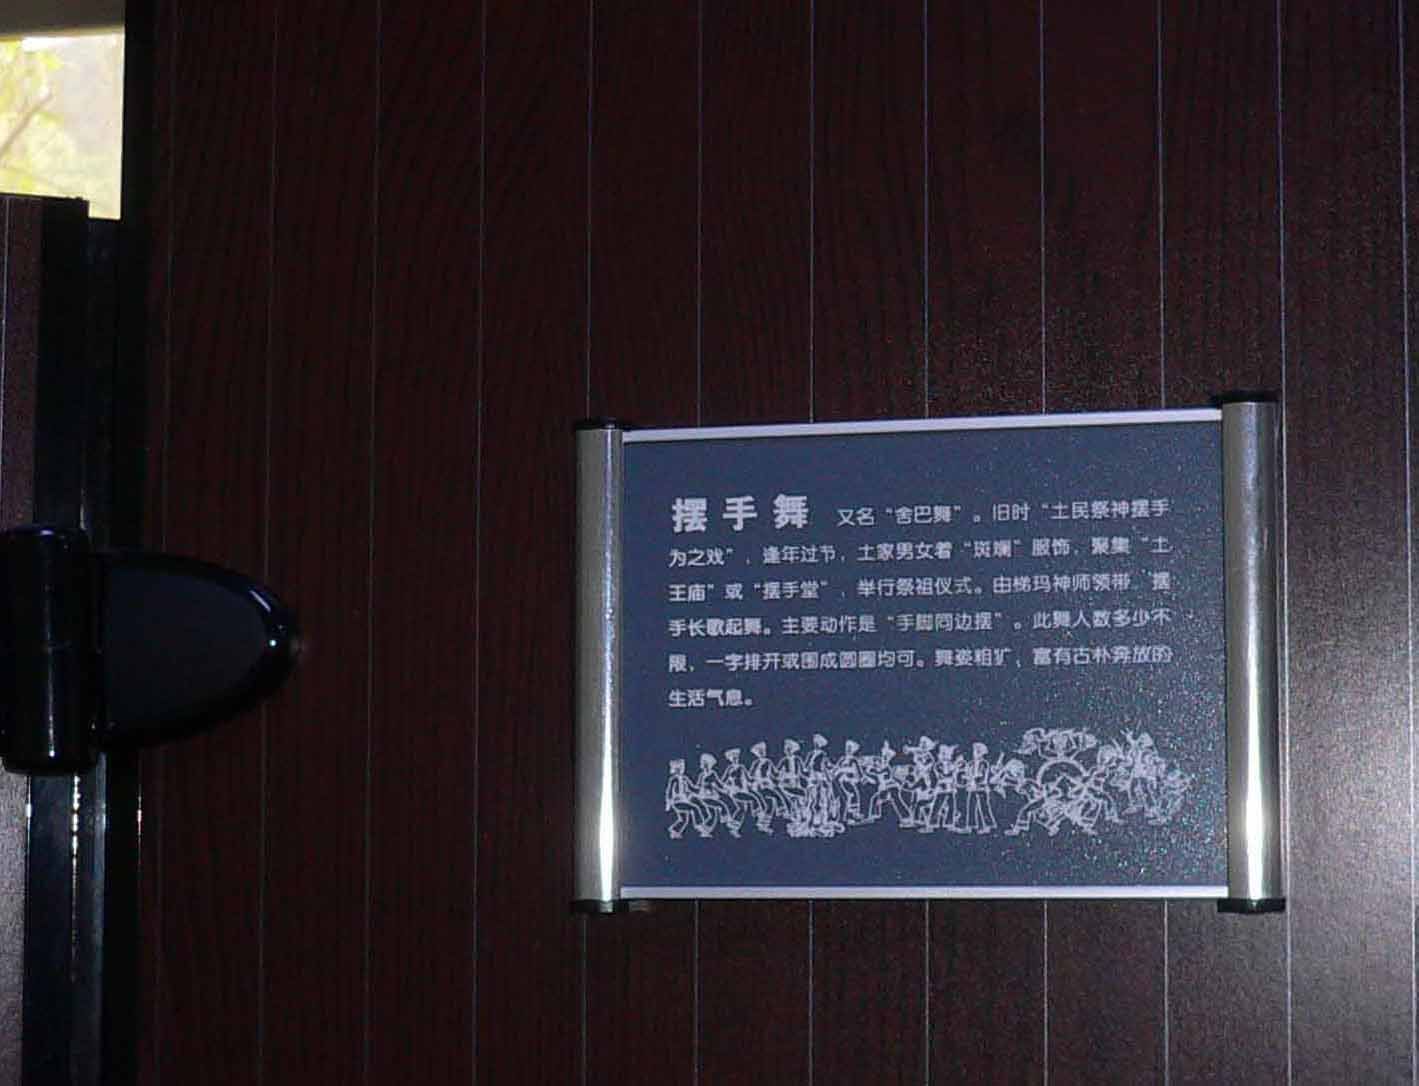 摆手舞 又名“舍巴舞”。旧时“土民祭神摆手
为之戏”，逢年过节，土家男女着“斑斓”服饰，聚集“土
王庙”或“摆手堂”，举行祭祖仪式。由梯玛神师领带“摆
手长歌起舞。主要动作是“手脚同边摆”。此舞人数多少不
限，一字排开或围成圆圈均可。舞姿粗犷，富有古朴奔放的
生活气息。